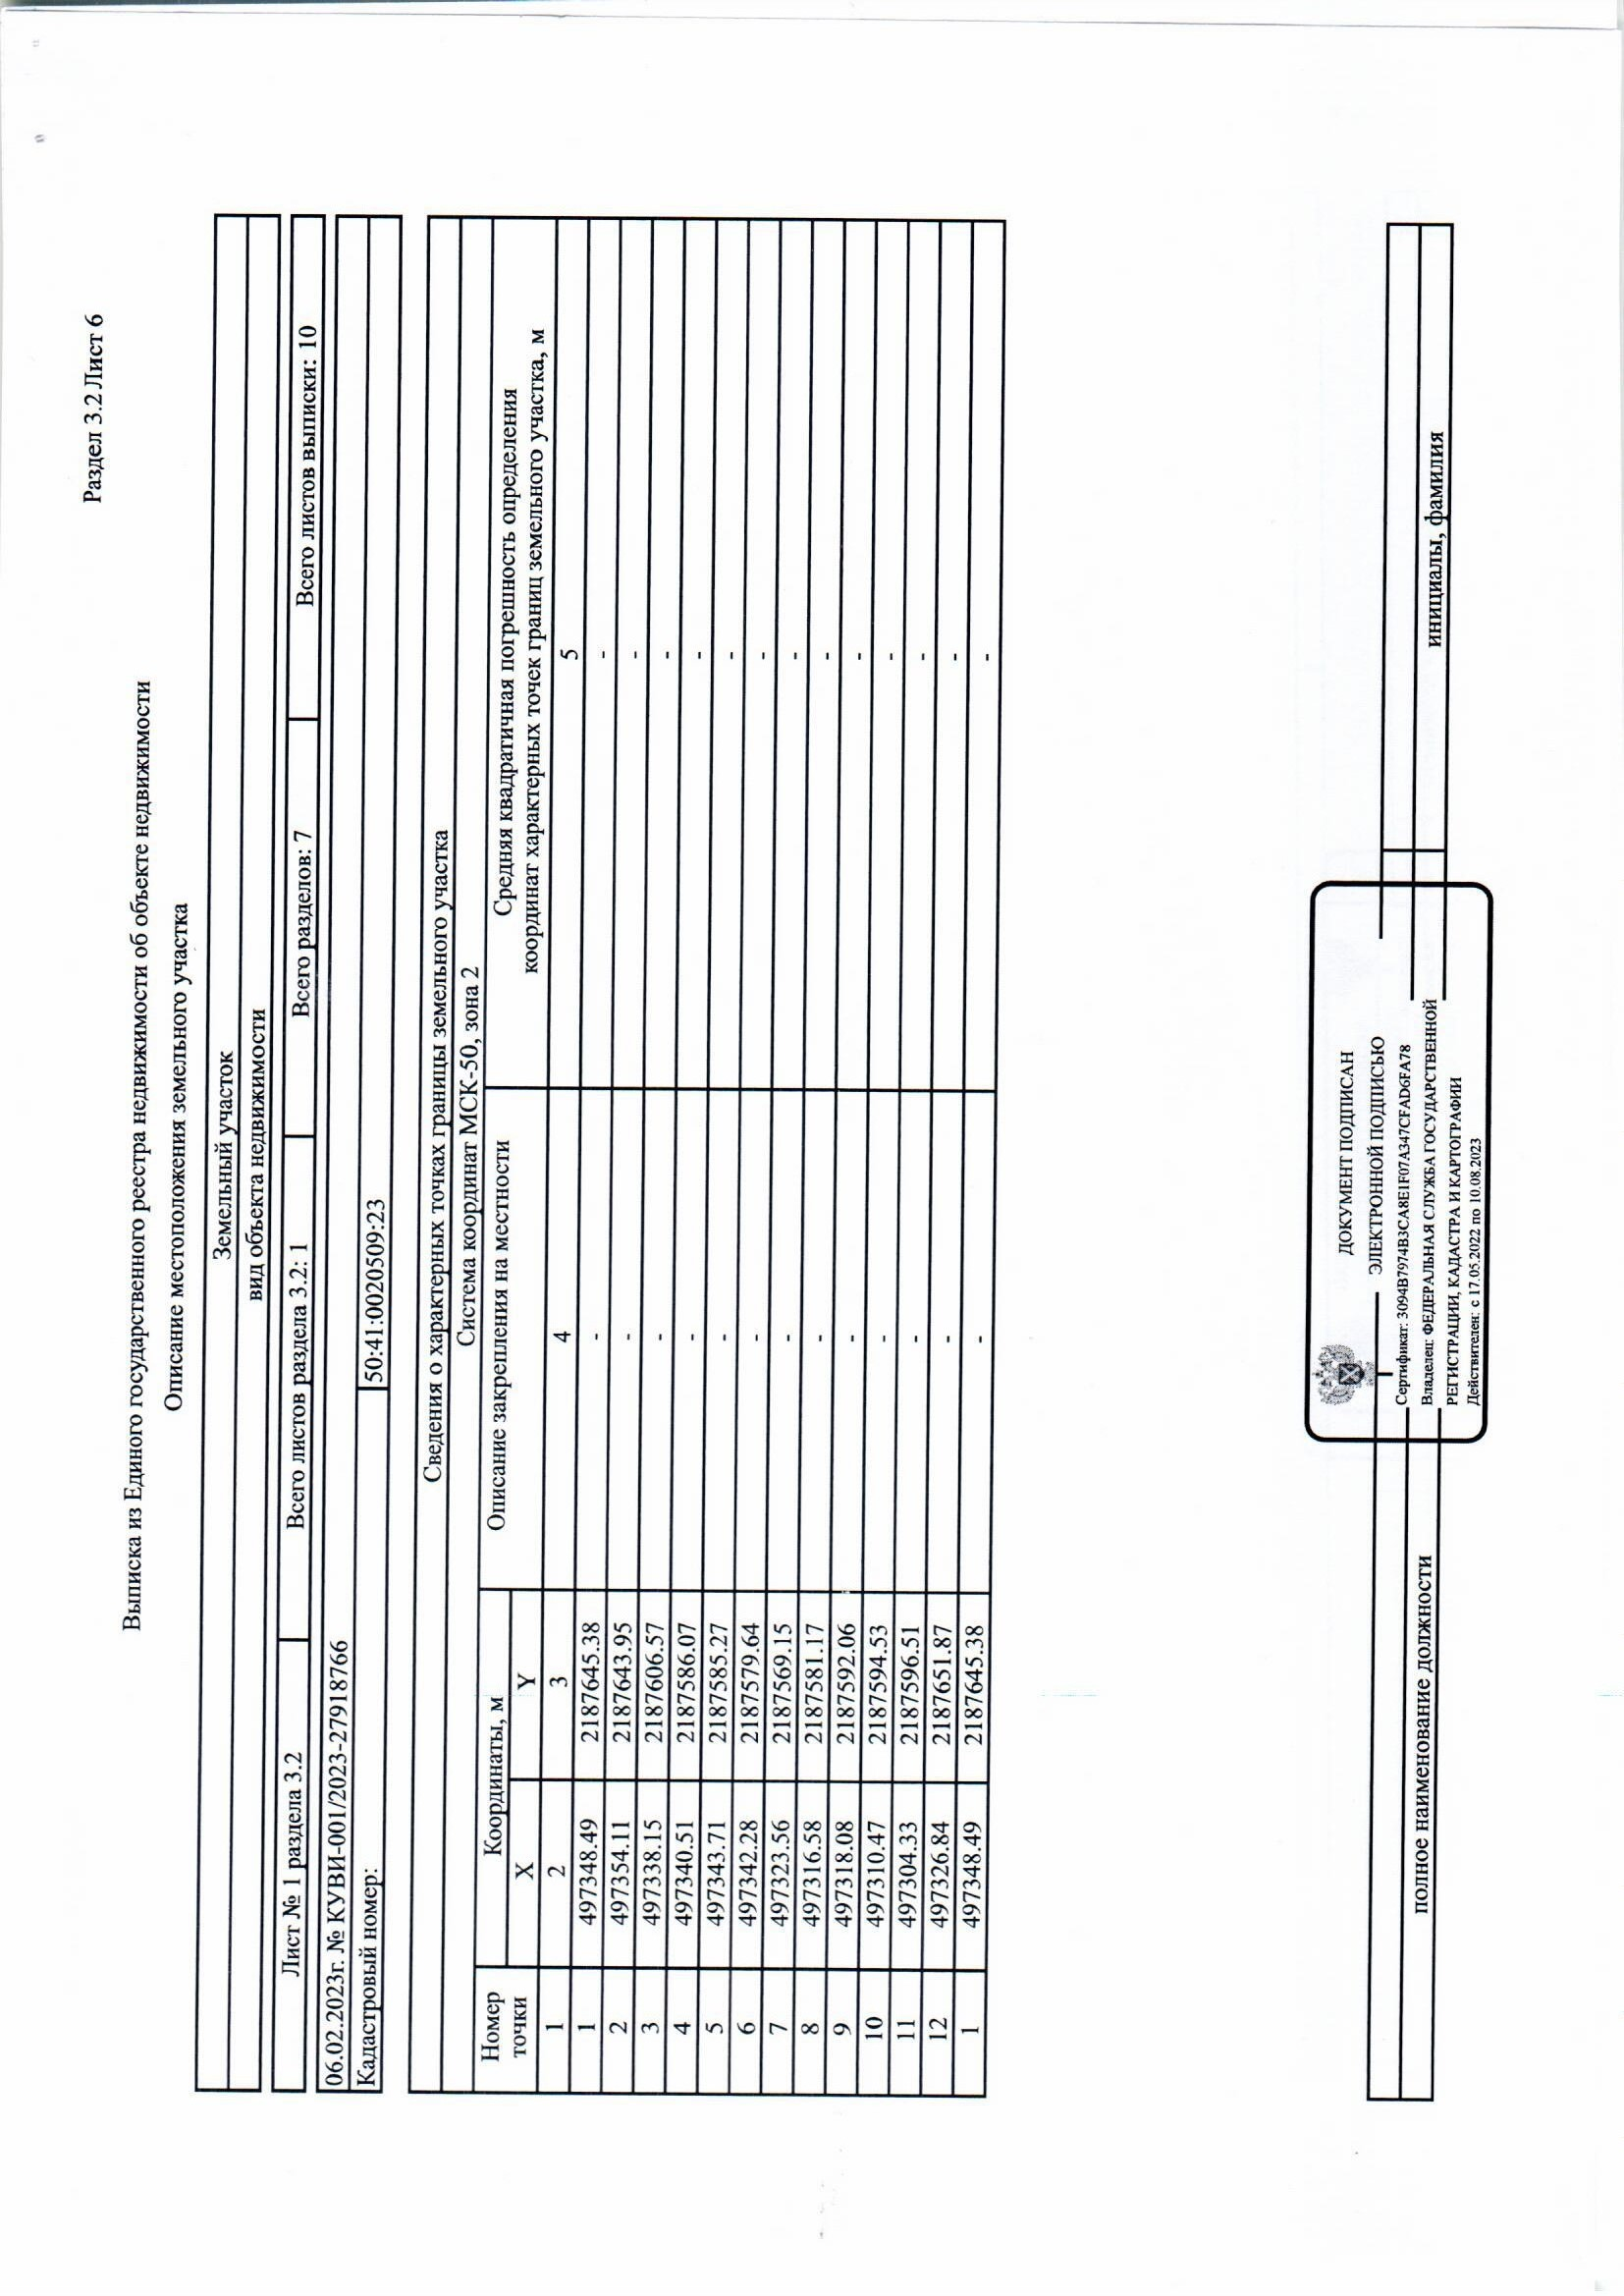 Раздел 3.2 Лист 6
Выписка из Единого государственного реестра недвижимости об объекте недвижимости
Описание местоположения земельного участка
Земельный участок
вид объекта недвижимости
Лист № 1 раздела 3.2 Всего листов раздела 3.2: 1 Всего разделов: 7 Всего листов выписки: 10
06.02.2023г. № КУВИ-001/2023-27918766
Кадастровый номер: 50:41:0020509:23
Сведения о характерных точках границы земельного участка
Система координат МСК-50, зона 2
Номер точки Координаты, м Описание закрепления на местности Средняя квадратичная погрешность определения
координат характерных точек границ земельного участка, м
X Y
1 2 3 4 5
1 497348.49 2187645.38 - -
2 497354.11 2187643.95 - -
3 497338.15 2187606.57 - -
4 497340.51 2187586.07 - -
5 497343.71 2187585.27 - -
6 497342.28 2187579.64 - -
7 497323.56 2187569.15 - -
8 497316.58 2187581.17 - -
9 497318.08 2187592.06 - -
10 497310.47 2187594.53 - -
11 497304.33 2187596.51 - -
12 497326.84 2187651.87 - -
1 497348.49 2187645.38 - -
ДОКУМЕНТ ПОДПИСАН
ЭЛЕКТРОННОЙ ПОДПИСЬЮ
Сертификат: 3094B7974B3CA8E1F07A347CFAD6FA78
Владелец: ФЕДЕРАЛЬНАЯ СЛУЖБА ГОСУДАРСТВЕННОЙ
РЕГИСТРАЦИИ, КАДАСТРА И КАРТОГРАФИИ
Действителен: с 17.05.2022 по 10.08.2023
полное наименование должности инициалы, фамилия